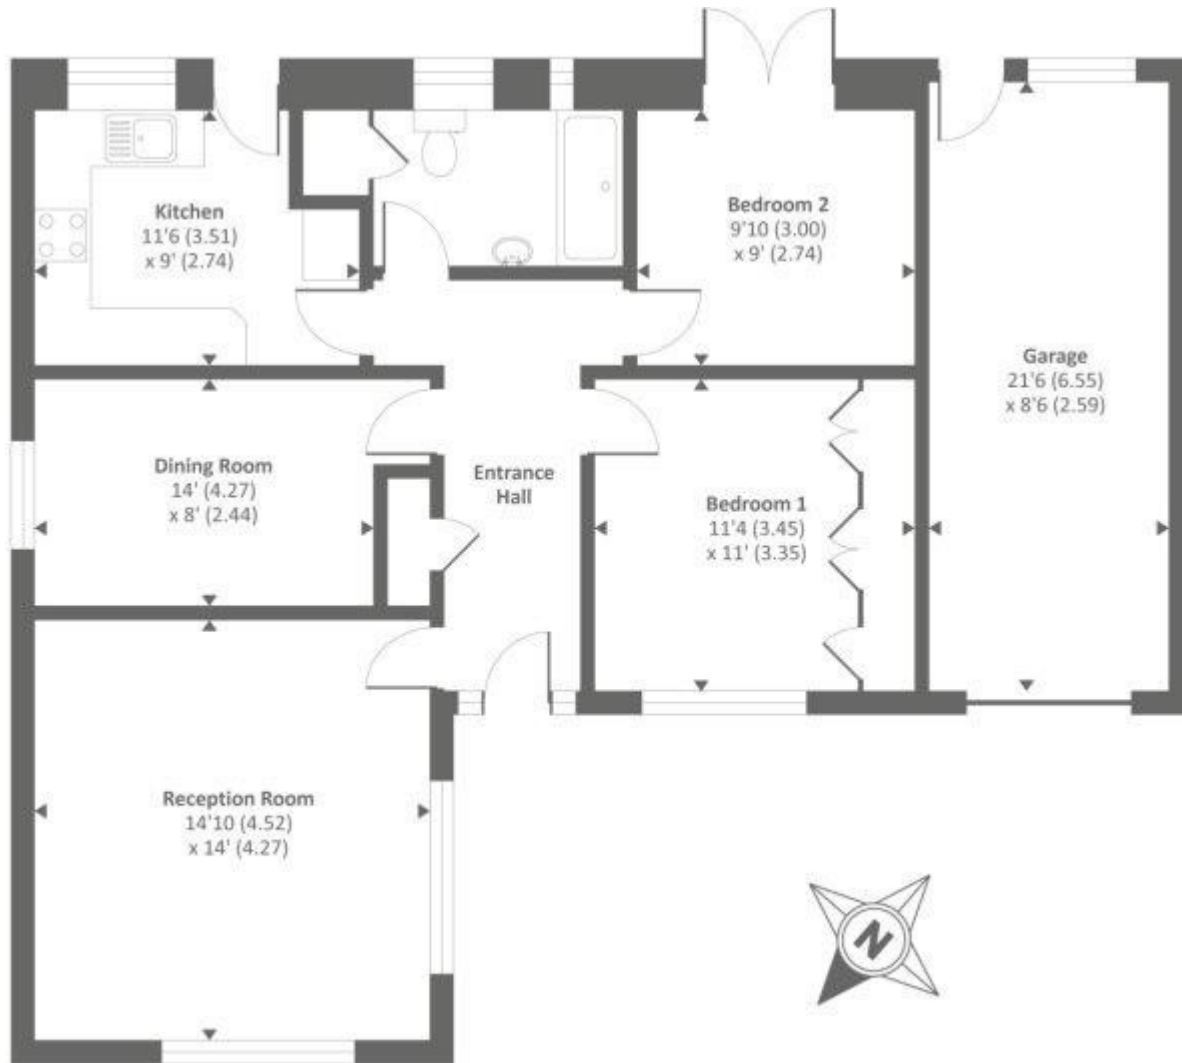 Kitchen
11'6 (3.51)
x 9' (2.74)
Bedroom 2
9'10 (3.00)
x 9' (2.74)
Garage
21'6 (6.55)
x 8'6 (2.59)
Dining Room
14' (4.27)
x 8' (2.44)
Entrance
Hall
Bedroom 1
11'4 (3.45)
x 11' (3.35)
Reception Room
14'10 (4.52)
x 14' (4.27)
N